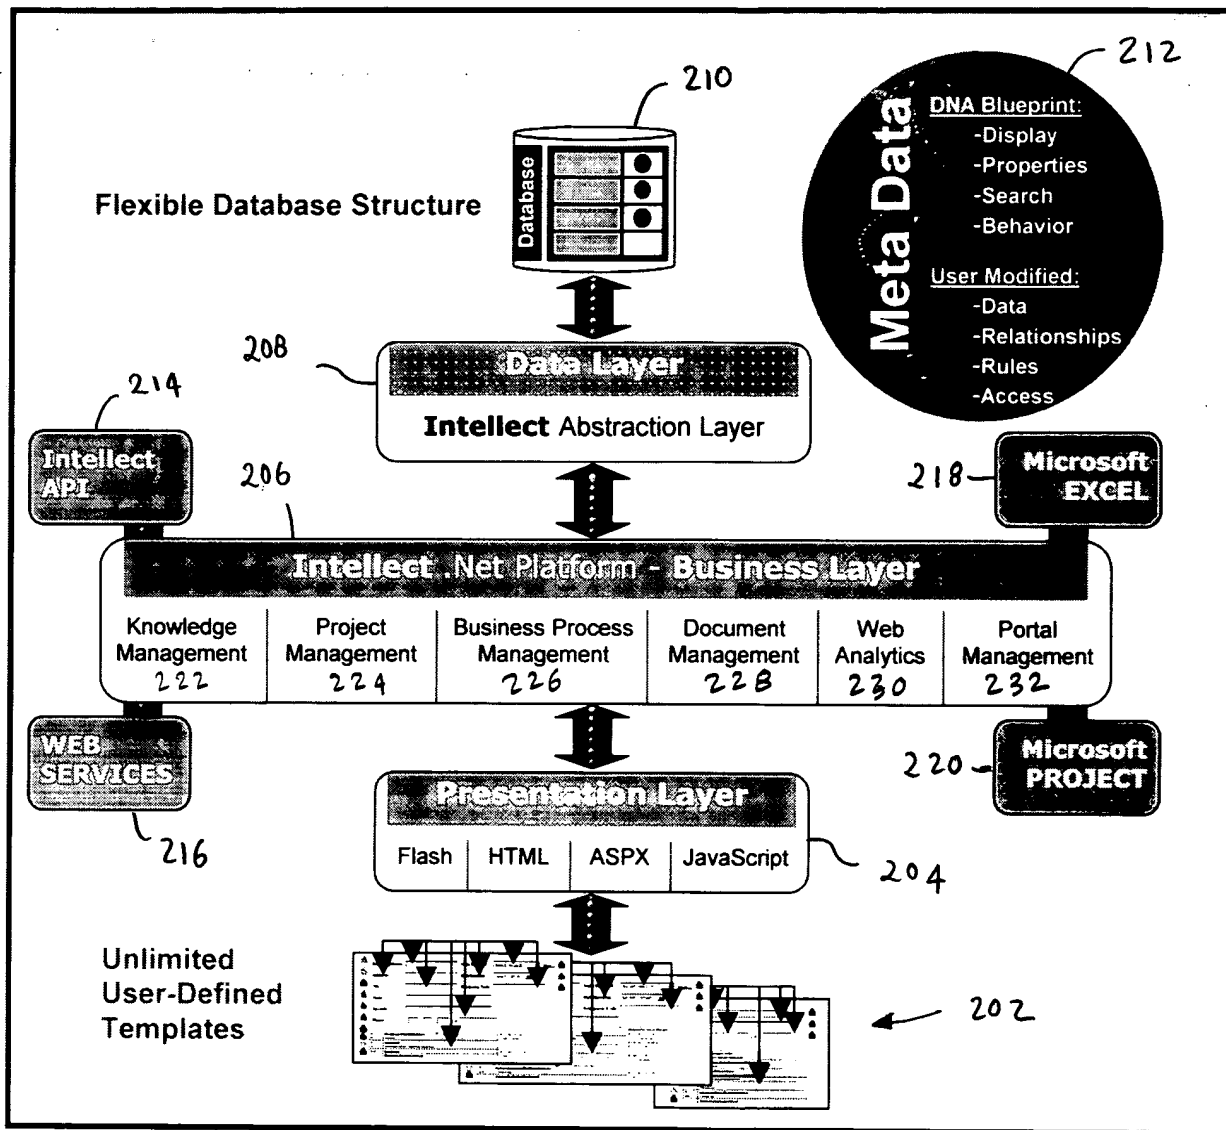 210
212
Flexible Database Structure
Database
Meta Data
DNA Blueprint:
-Display
-Properties
-Search
-Behavior
User Modified:
-Data
-Relationships
-Rules
-Access
208
Data Layer
Intellect Abstraction Layer
214
Intellect
API
206
218
Microsoft
EXCEL
Intellect .Net Platform - Business Layer
Knowledge
Management
222
Project
Management
224
Business Process
Management
226
Document
Management
228
Web
Analytics
230
Portal
Management
232
WEB
SERVICES
216
220
Microsoft
PROJECT
Presentation Layer
Flash
HTML
ASPX
JavaScript
204
Unlimited
User-Defined
Templates
202